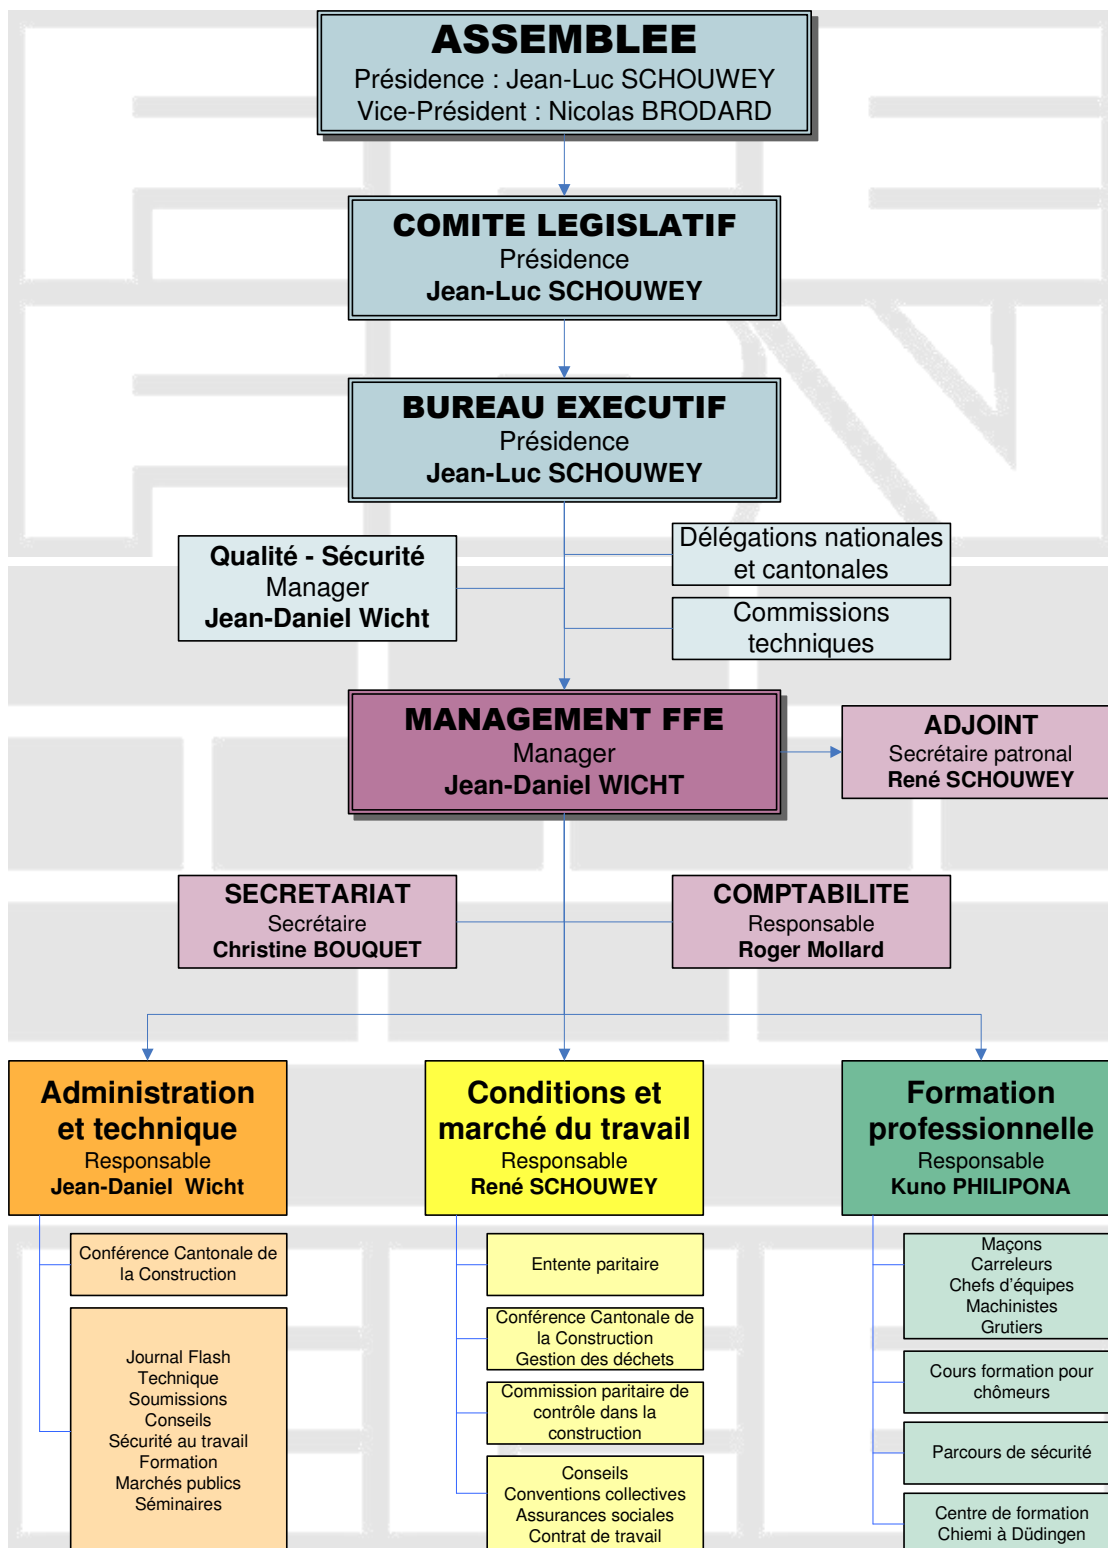 ASSEMBLEE
Présidence : Jean-Luc SCHOUWEY
Vice-Président : Nicolas BRODARD
COMITE LEGISLATIF
Présidence
Jean-Luc SCHOUWEY
BUREAU EXECUTIF
Présidence
Jean-Luc SCHOUWEY
Qualité - Sécurité
Manager
Jean-Daniel Wicht
Délégations nationales
et cantonales
Commissions
techniques
MANAGEMENT FFE
Manager
Jean-Daniel WICHT
ADJOINT
Secrétaire patronal
René SCHOUWEY
SECRETARIAT
Secrétaire
Christine BOUQUET
COMPTABILITE
Responsable
Roger Mollard
Administration
et technique
Responsable
Jean-Daniel Wicht
Conférence Cantonale de
la Construction
Journal Flash
Technique
Soumissions
Conseils
Sécurité au travail
Formation
Marchés publics
Séminaires
Conditions et
marché du travail
Responsable
René SCHOUWEY
Entente paritaire
Conférence Cantonale de
la Construction
Gestion des déchets
Commission paritaire de
contrôle dans la
construction
Conseils
Conventions collectives
Assurances sociales
Contrat de travail
Formation
professionnelle
Responsable
Kuno PHILIPONA
Maçons
Carreleurs
Chefs d'équipes
Machinistes
Grutiers
Cours formation pour
chômeurs
Parcours de sécurité
Centre de formation
Chiemi à Düdingen